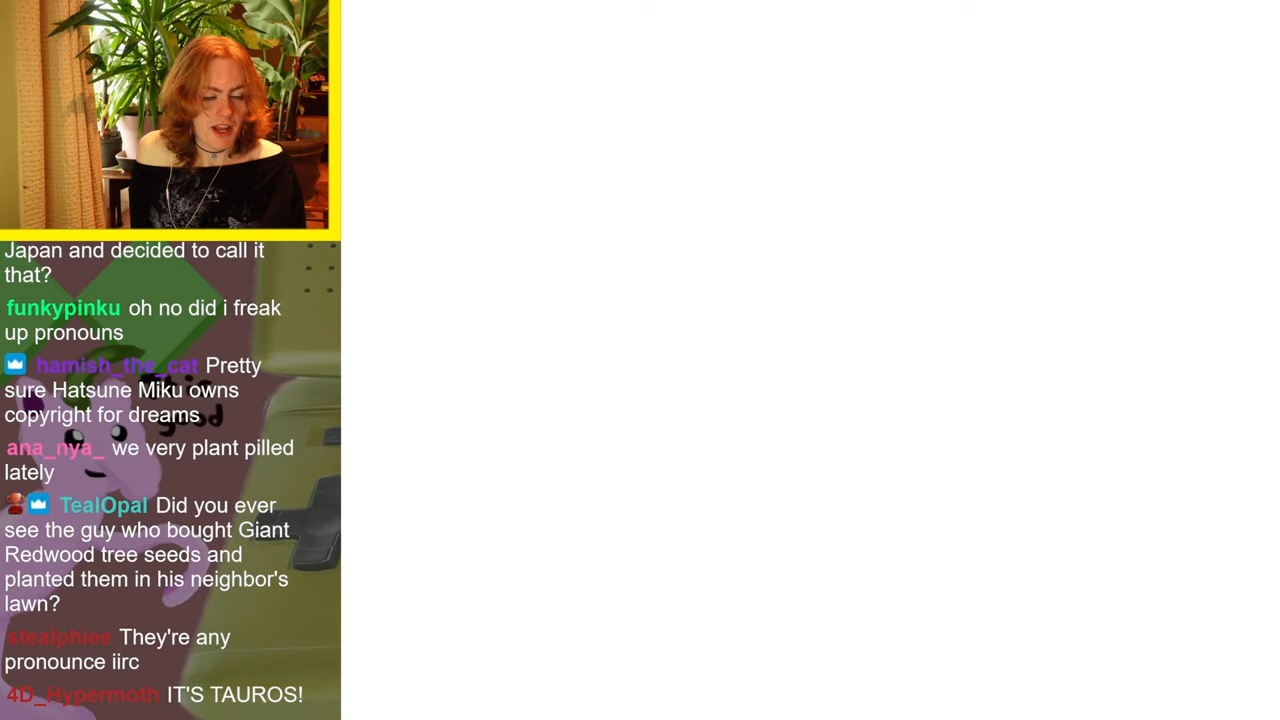 Japan and decided to call it
that?
funkypinku oh no did i freak
up pronouns
hamish_the_cat Pretty
sure Hatsune Miku owns
copyright for dreams
ana_nya_ we very plant pilled
lately
TealOpal Did you ever
see the guy who bought Giant
Redwood tree seeds and
planted them in his neighbor's
lawn?
stealphiee They're any
pronounce iirc
4D_Hypermoth IT'S TAUROS!